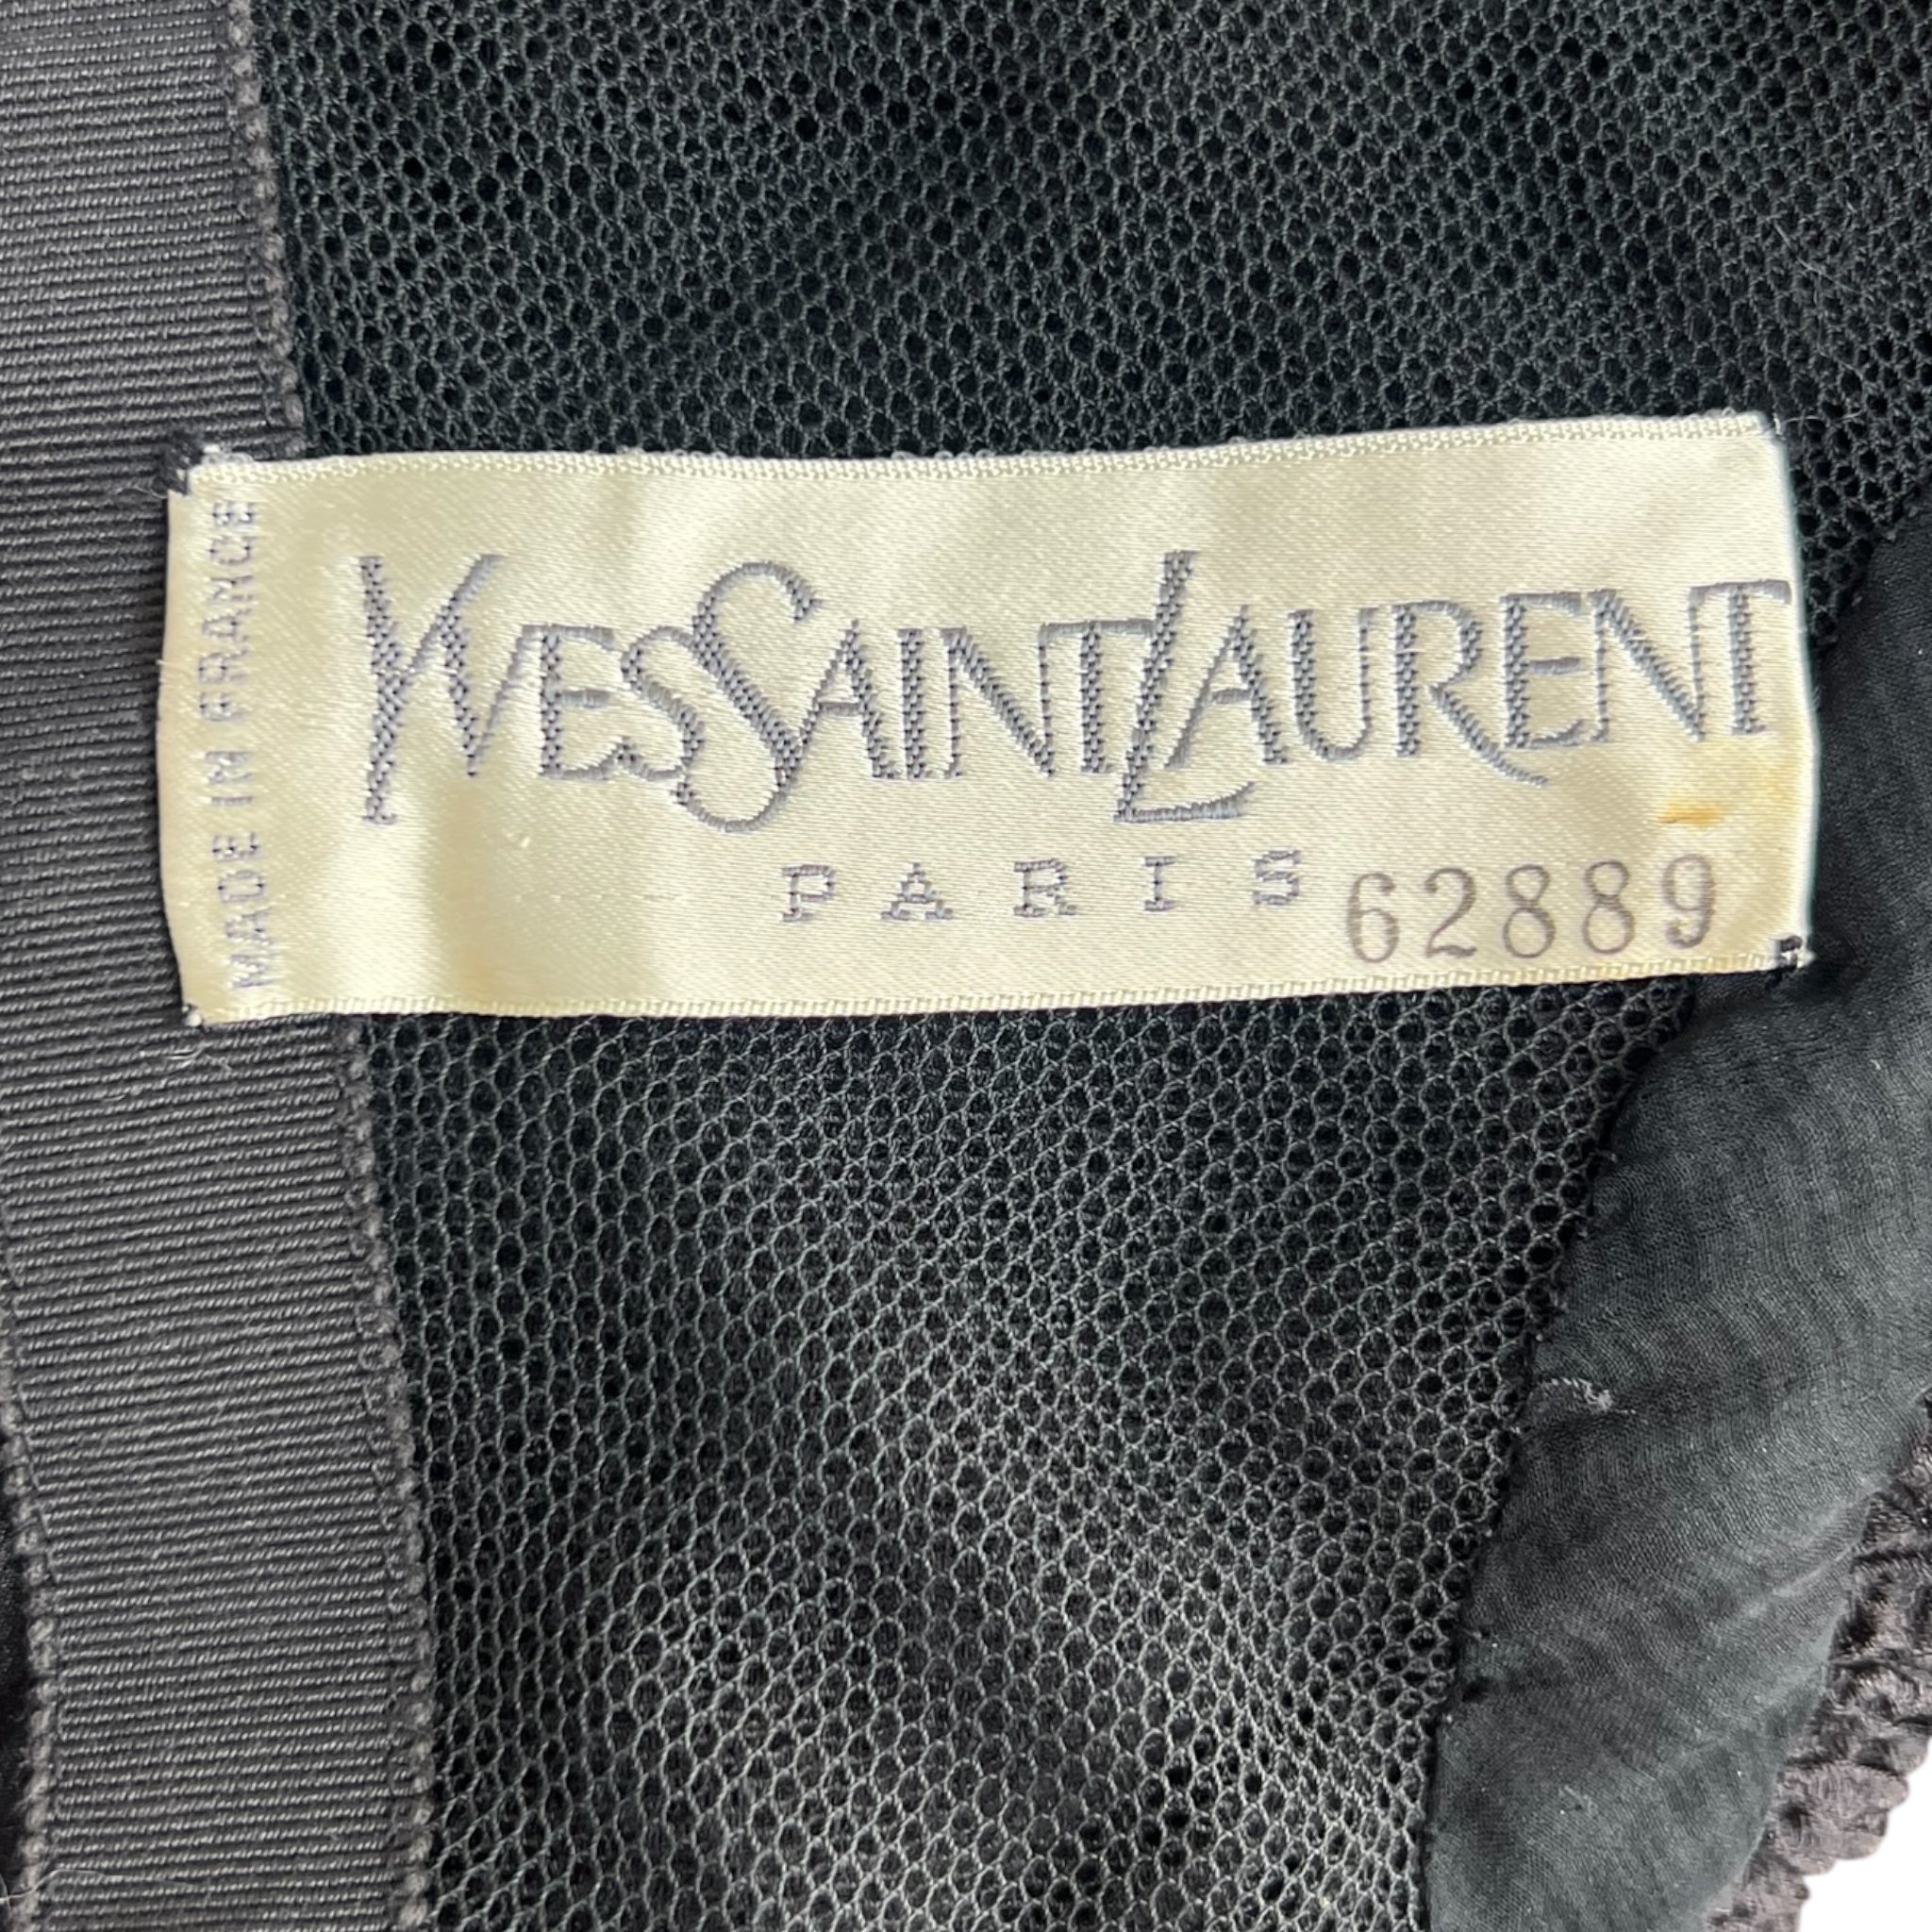 MADE IN FRANCE
YVESSAINTLAURENT
PARIS 62889